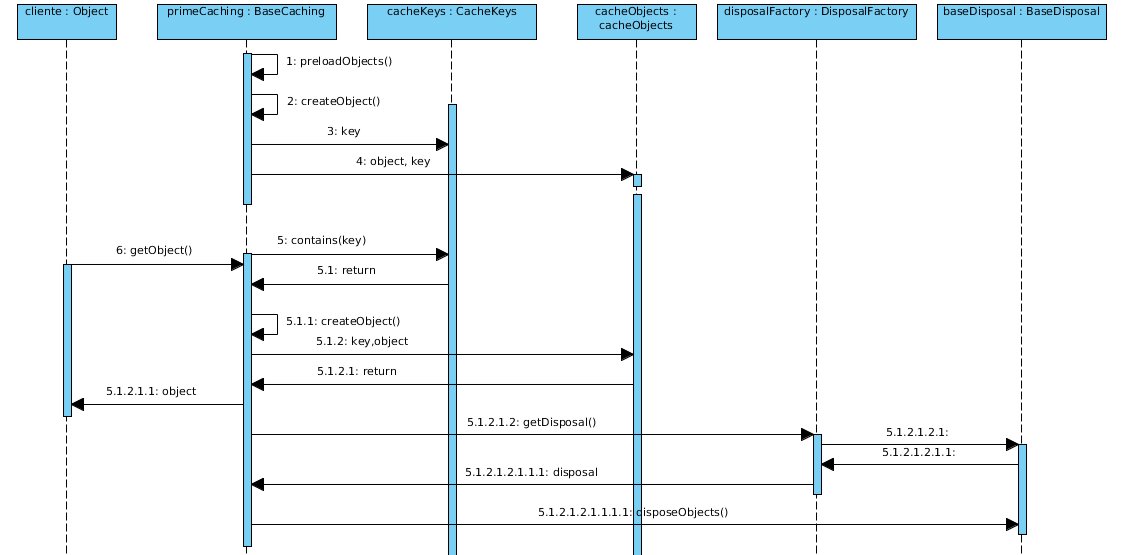 cliente : Object
primeCaching : BaseCaching
cacheKeys : CacheKeys
cacheObjects :
cacheObjects
disposalFactory : DisposalFactory
baseDisposal : BaseDisposal
1: preloadObjects()
2: createObject()
3: key
4: object, key
5: contains(key)
6: getObject()
5.1: return
5.1.1: createObject()
5.1.2: key,object
5.1.2.1: return
5.1.2.1.1: object
5.1.2.1.2: getDisposal()
5.1.2.1.2.1:
5.1.2.1.2.1.1:
5.1.2.1.2.1.1.1: disposal
5.1.2.1.2.1.1.1.1: disposeObjects()